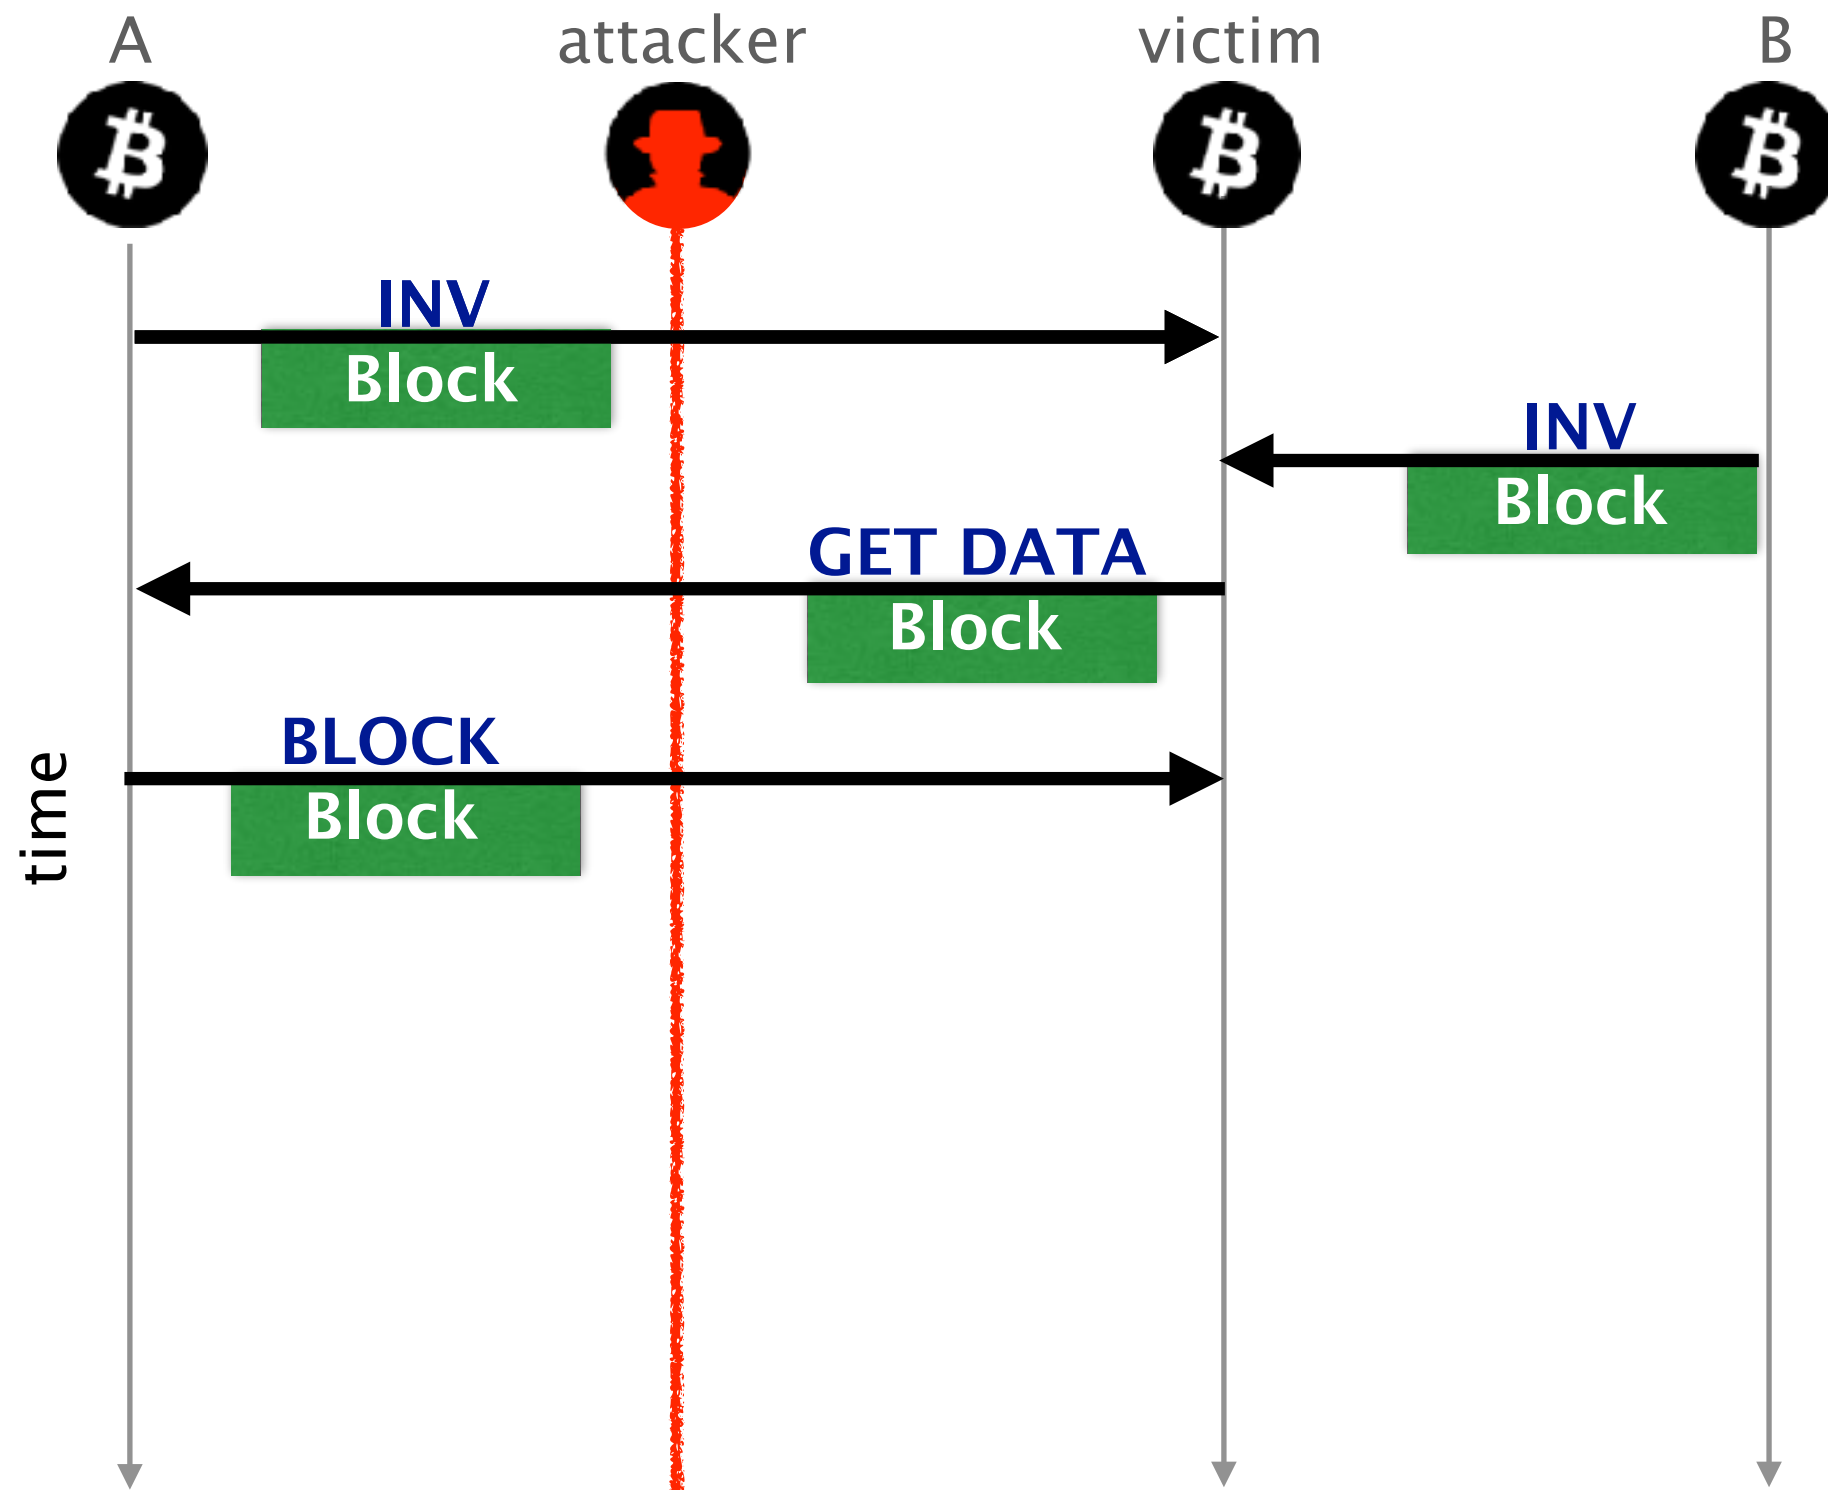 A
attacker
victim
B
INV
Block
INV
Block
GET DATA
Block
BLOCK
Block
time